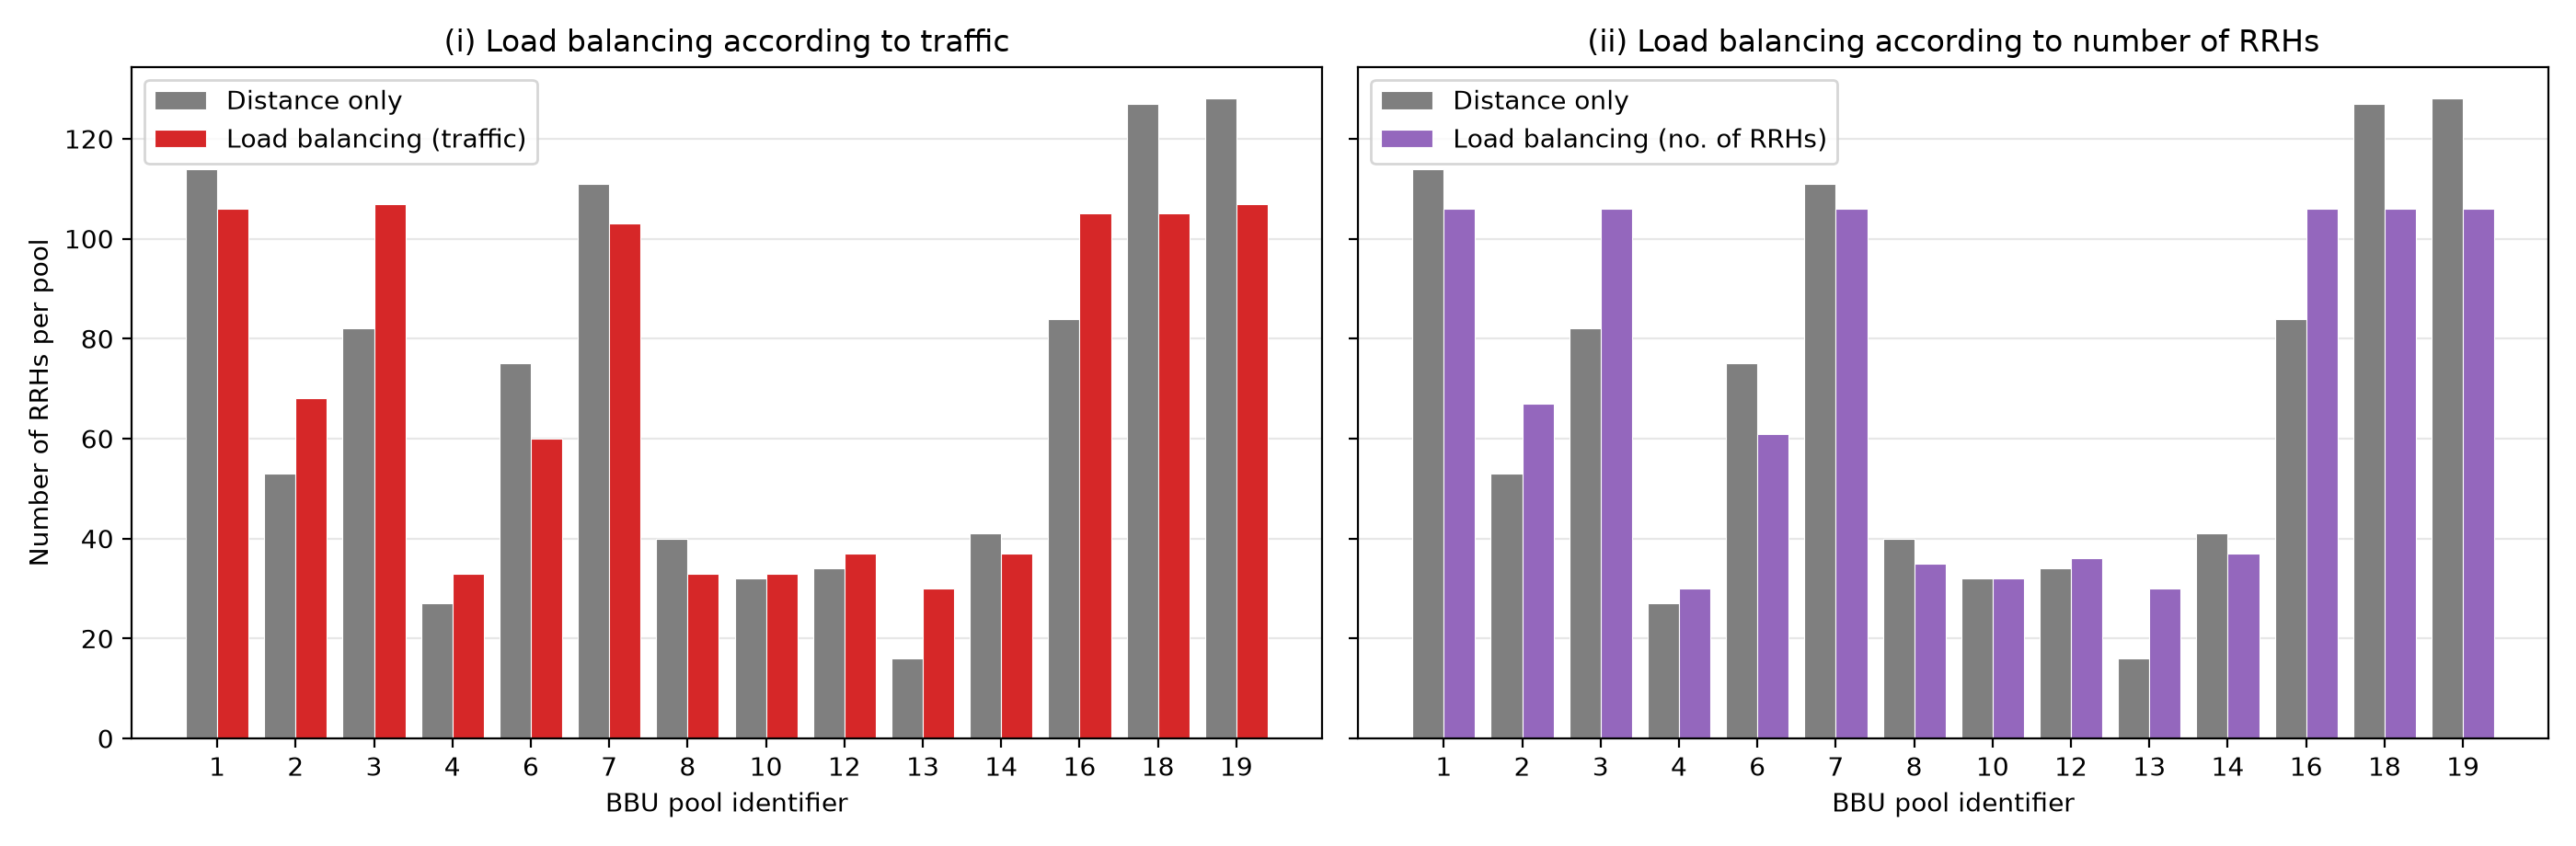 (i) Load balancing according to traffic
Distance only
Load balancing (traffic)
Number of RRHs per pool
120
100
80
60
40
20
0
1 2 3 4 6 7 8 10 12 13 14 16 18 19
BBU pool identifier
(ii) Load balancing according to number of RRHs
Distance only
Load balancing (no. of RRHs)
1 2 3 4 6 7 8 10 12 13 14 16 18 19
BBU pool identifier